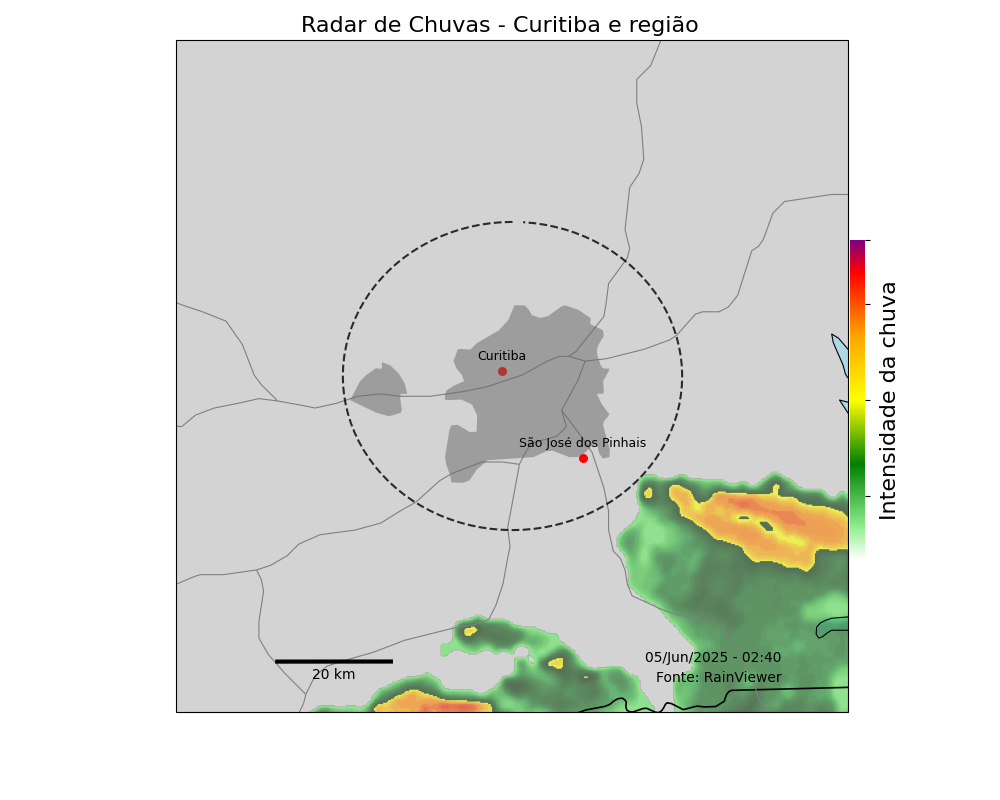 Radar de Chuvas - Curitiba e região
Curitiba
São José dos Pinhais
Intensidade da chuva
05/Jun/2025 - 02:40
20 km
Fonte: RainViewer